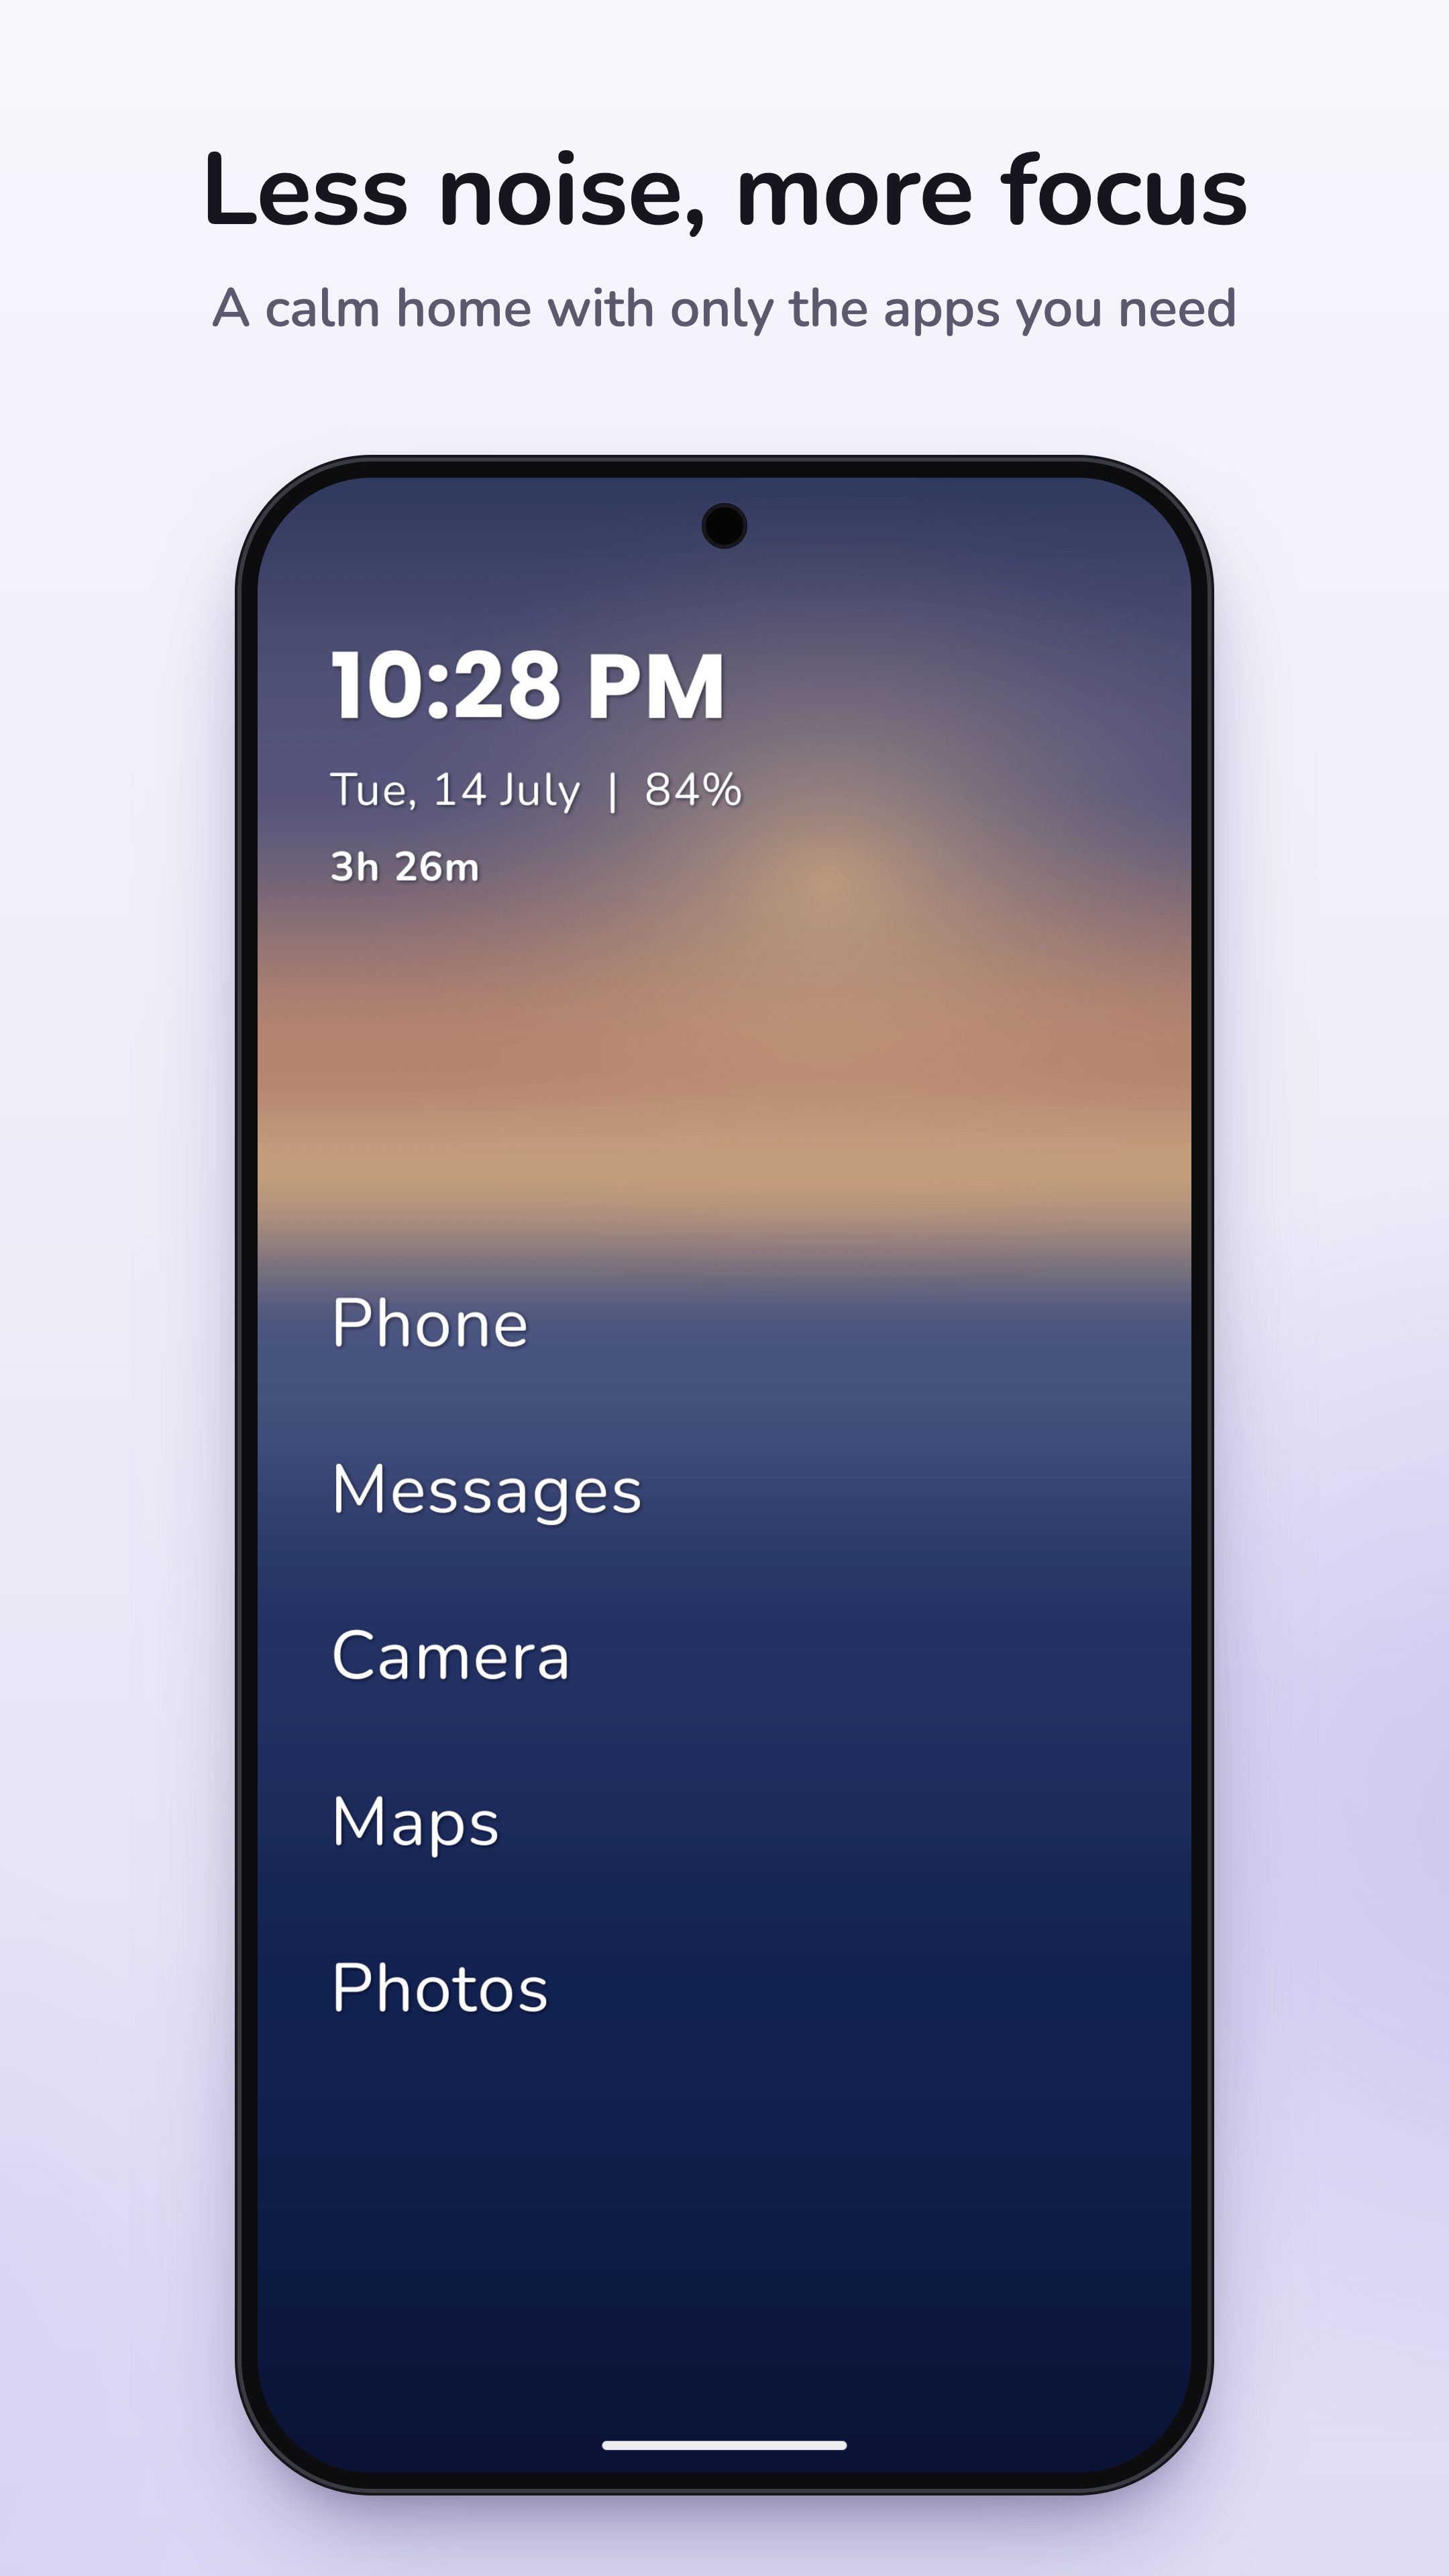 Less noise, more focus
A calm home with only the apps you need
10:28 PM
Tue, 14 July | 84%
3h 26m
Phone
Messages
Camera
Maps
Photos